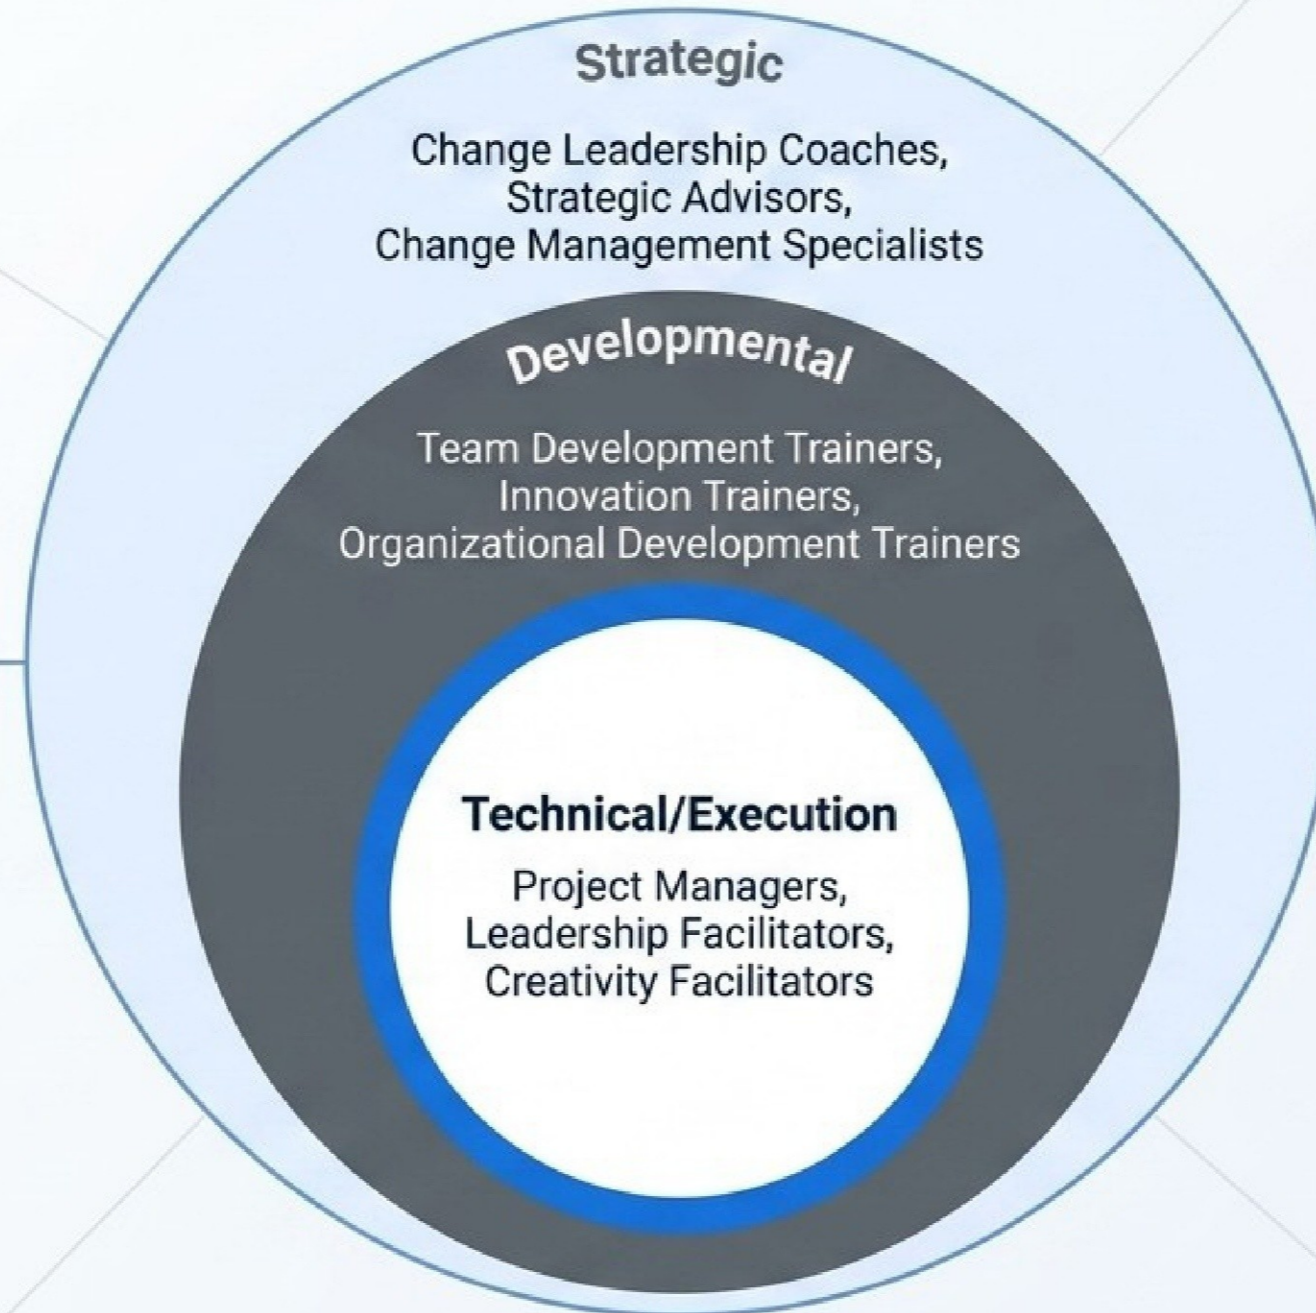 Strategic
Change Leadership Coaches,
Strategic Advisors,
Change Management Specialists
Developmental
Team Development Trainers,
Innovation Trainers,
Organizational Development Trainers
Technical/Execution
Project Managers,
Leadership Facilitators,
Creativity Facilitators